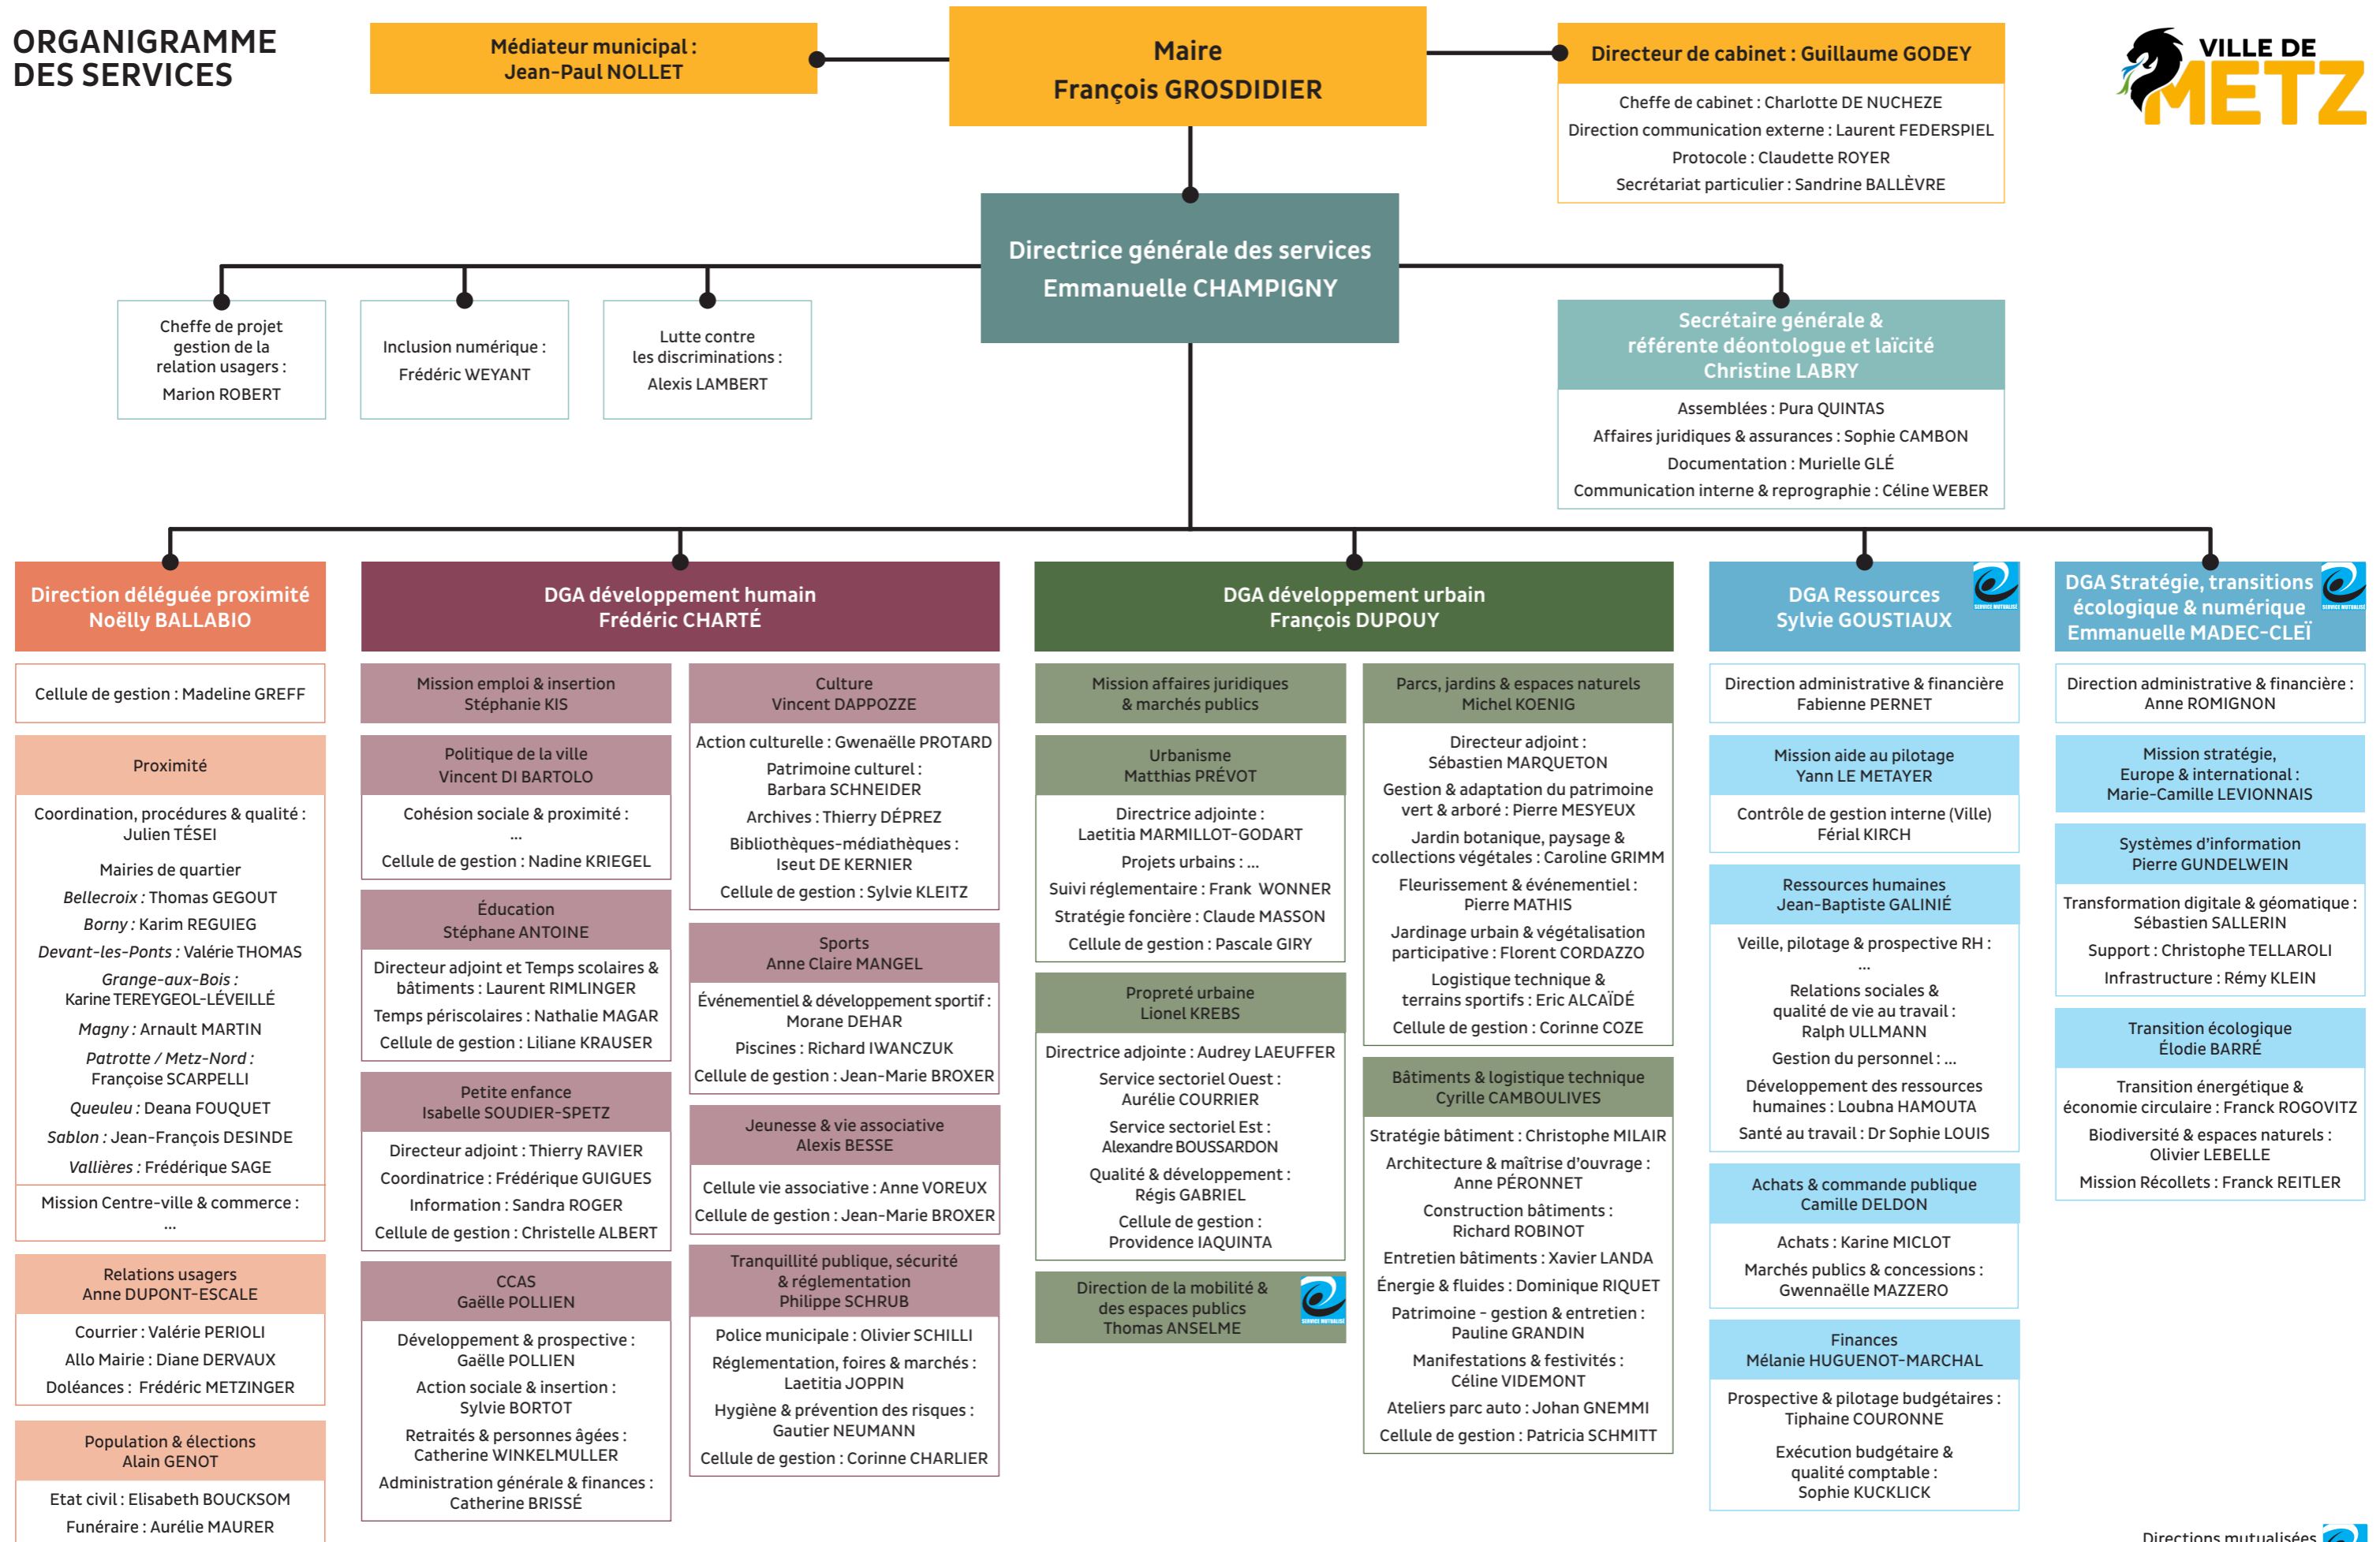 ORGANIGRAMME
DES SERVICES
Médiateur municipal :
Jean-Paul NOLLET
Maire
François GROSDIDIER
Directeur de cabinet : Guillaume GODEY
Cheffe de cabinet : Charlotte DE NUCHEZE
Direction communication externe : Laurent FEDERSPIEL
Protocole : Claudette ROYER
Secrétariat particulier : Sandrine BALLÈVRE
VILLE DE
METZ
Directrice générale des services
Emmanuelle CHAMPIGNY
Cheffe de projet
gestion de la
relation usagers :
Marion ROBERT
Inclusion numérique :
Frédéric WEYANT
Lutte contre
les discriminations :
Alexis LAMBERT
Secrétaire générale &
référente déontologue et laïcité
Christine LABRY
Assemblées : Pura QUINTAS
Affaires juridiques & assurances : Sophie CAMBON
Documentation : Murielle GLÉ
Communication interne & reprographie : Céline WEBER
Direction déléguée proximité
Noëlly BALLABIO
Cellule de gestion : Madeline GREFF
Proximité
Coordination, procédures & qualité :
Julien TÉSEI
Mairies de quartier
Bellecroix : Thomas GEGOUT
Borny : Karim REGUIEG
Devant-les-Ponts : Valérie THOMAS
Grange-aux-Bois :
Karine TEREYGEOL-LÉVEILLÉ
Magny : Arnault MARTIN
Patrotte / Metz-Nord :
Françoise SCARPELLI
Queuleu : Deana FOUQUET
Sablon : Jean-François DESINDE
Vallières : Frédérique SAGE
Mission Centre-ville & commerce :
...
Relations usagers
Anne DUPONT-ESCALE
Courrier : Valérie PERIOLI
Allo Mairie : Diane DERVAUX
Doléances : Frédéric METZINGER
Population & élections
Alain GENOT
Etat civil : Elisabeth BOUCKSOM
Funéraire : Aurélie MAURER
DGA développement humain
Frédéric CHARTÉ
Mission emploi & insertion
Stéphanie KIS
Politique de la ville
Vincent DI BARTOLO
Cohésion sociale & proximité :
...
Cellule de gestion : Nadine KRIEGEL
Éducation
Stéphane ANTOINE
Directeur adjoint et Temps scolaires &
bâtiments : Laurent RIMLINGER
Temps périscolaires : Nathalie MAGAR
Cellule de gestion : Liliane KRAUSER
Petite enfance
Isabelle SOUDIER-SPETZ
Directeur adjoint : Thierry RAVIER
Coordinatrice : Frédérique GUIGUES
Information : Sandra ROGER
Cellule de gestion : Christelle ALBERT
CCAS
Gaëlle POLLIEN
Développement & prospective :
Gaëlle POLLIEN
Action sociale & insertion :
Sylvie BORTOT
Retraités & personnes âgées :
Catherine WINKELMULLER
Administration générale & finances :
Catherine BRISSÉ
Culture
Vincent DAPPOZZE
Action culturelle : Gwenaëlle PROTARD
Patrimoine culturel :
Barbara SCHNEIDER
Archives : Thierry DÉPREZ
Bibliothèques-médiathèques :
Iseut DE KERNIER
Cellule de gestion : Sylvie KLEITZ
Sports
Anne Claire MANGEL
Événementiel & développement sportif :
Morane DEHAR
Piscines : Richard IWANCZUK
Cellule de gestion : Jean-Marie BROXER
Jeunesse & vie associative
Alexis BESSE
Cellule vie associative : Anne VOREUX
Cellule de gestion : Jean-Marie BROXER
Tranquillité publique, sécurité
& réglementation
Philippe SCHRUB
Police municipale : Olivier SCHILLI
Réglementation, foires & marchés :
Laetitia JOPPIN
Hygiène & prévention des risques :
Gautier NEUMANN
Cellule de gestion : Corinne CHARLIER
DGA développement urbain
François DUPOUY
Mission affaires juridiques
& marchés publics
Urbanisme
Matthias PRÉVOT
Directrice adjointe :
Laetitia MARMILLOT-GODART
Projets urbains : ...
Suivi réglementaire : Frank WONNER
Stratégie foncière : Claude MASSON
Cellule de gestion : Pascale GIRY
Propreté urbaine
Lionel KREBS
Directrice adjointe : Audrey LAEUFFER
Service sectoriel Ouest :
Aurélie COURRIER
Service sectoriel Est :
Alexandre BOUSSARDON
Qualité & développement :
Régis GABRIEL
Cellule de gestion :
Providence IAQUINTA
Direction de la mobilité &
des espaces publics
Thomas ANSELME
SERVICE MUTUALISÉ
Parcs, jardins & espaces naturels
Michel KOENIG
Directeur adjoint :
Sébastien MARQUETON
Gestion & adaptation du patrimoine
vert & arboré : Pierre MESYEUX
Jardin botanique, paysage &
collections végétales : Caroline GRIMM
Fleurissement & événementiel :
Pierre MATHIS
Jardinage urbain & végétalisation
participative : Florent CORDAZZO
Logistique technique &
terrains sportifs : Eric ALCAÏDÉ
Cellule de gestion : Corinne COZE
Bâtiments & logistique technique
Cyrille CAMBOULIVES
Stratégie bâtiment : Christophe MILAIR
Architecture & maîtrise d'ouvrage :
Anne PÉRONNET
Construction bâtiments :
Richard ROBINOT
Entretien bâtiments : Xavier LANDA
Énergie & fluides : Dominique RIQUET
Patrimoine - gestion & entretien :
Pauline GRANDIN
Manifestations & festivités :
Céline VIDEMONT
Ateliers parc auto : Johan GNEMMI
Cellule de gestion : Patricia SCHMITT
DGA Ressources
Sylvie GOUSTIAUX
SERVICE MUTUALISÉ
Direction administrative & financière
Fabienne PERNET
Mission aide au pilotage
Yann LE METAYER
Contrôle de gestion interne (Ville)
Férial KIRCH
Ressources humaines
Jean-Baptiste GALINIÉ
Veille, pilotage & prospective RH :
...
Relations sociales &
qualité de vie au travail :
Ralph ULLMANN
Gestion du personnel : ...
Développement des ressources
humaines : Loubna HAMOUTA
Santé au travail : Dr Sophie LOUIS
Achats & commande publique
Camille DELDON
Achats : Karine MICLOT
Marchés publics & concessions :
Gwennaëlle MAZZERO
Finances
Mélanie HUGUENOT-MARCHAL
Prospective & pilotage budgétaires :
Tiphaine COURONNE
Exécution budgétaire &
qualité comptable :
Sophie KUCKLICK
DGA Stratégie, transitions
écologique & numérique
Emmanuelle MADEC-CLEÏ
SERVICE MUTUALISÉ
Direction administrative & financière :
Anne ROMIGNON
Mission stratégie,
Europe & international :
Marie-Camille LEVIONNAIS
Systèmes d'information
Pierre GUNDELWEIN
Transformation digitale & géomatique :
Sébastien SALLERIN
Support : Christophe TELLAROLI
Infrastructure : Rémy KLEIN
Transition écologique
Élodie BARRÉ
Transition énergétique &
économie circulaire : Franck ROGOVITZ
Biodiversité & espaces naturels :
Olivier LEBELLE
Mission Récollets : Franck REITLER
Directions mutualisées